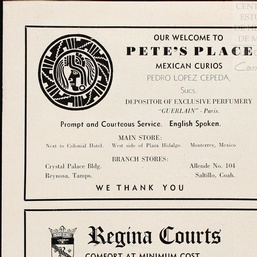 OUR WELCOME TO
PETE'S PLACE
MEXICAN CURIOS
PEDRO LOPEZ CEPEDA,
Sucs.
DEPOSITOR OF EXCLUSIVE PERFUMERY
"GUERLAIN" - Paris.
Prompt and Courteous Service. English Spoken.
MAIN STORE:
Next to Colonial Hotel. West side of Plaza Hidalgo. Monterrey, Mexico
BRANCH STORES:
Crystal Palace Bldg. Allende No. 104
Reynosa, Tamps. Saltillo, Coah.
WE THANK YOU
Regina Courts
COMFORT AT MINIMUM COST